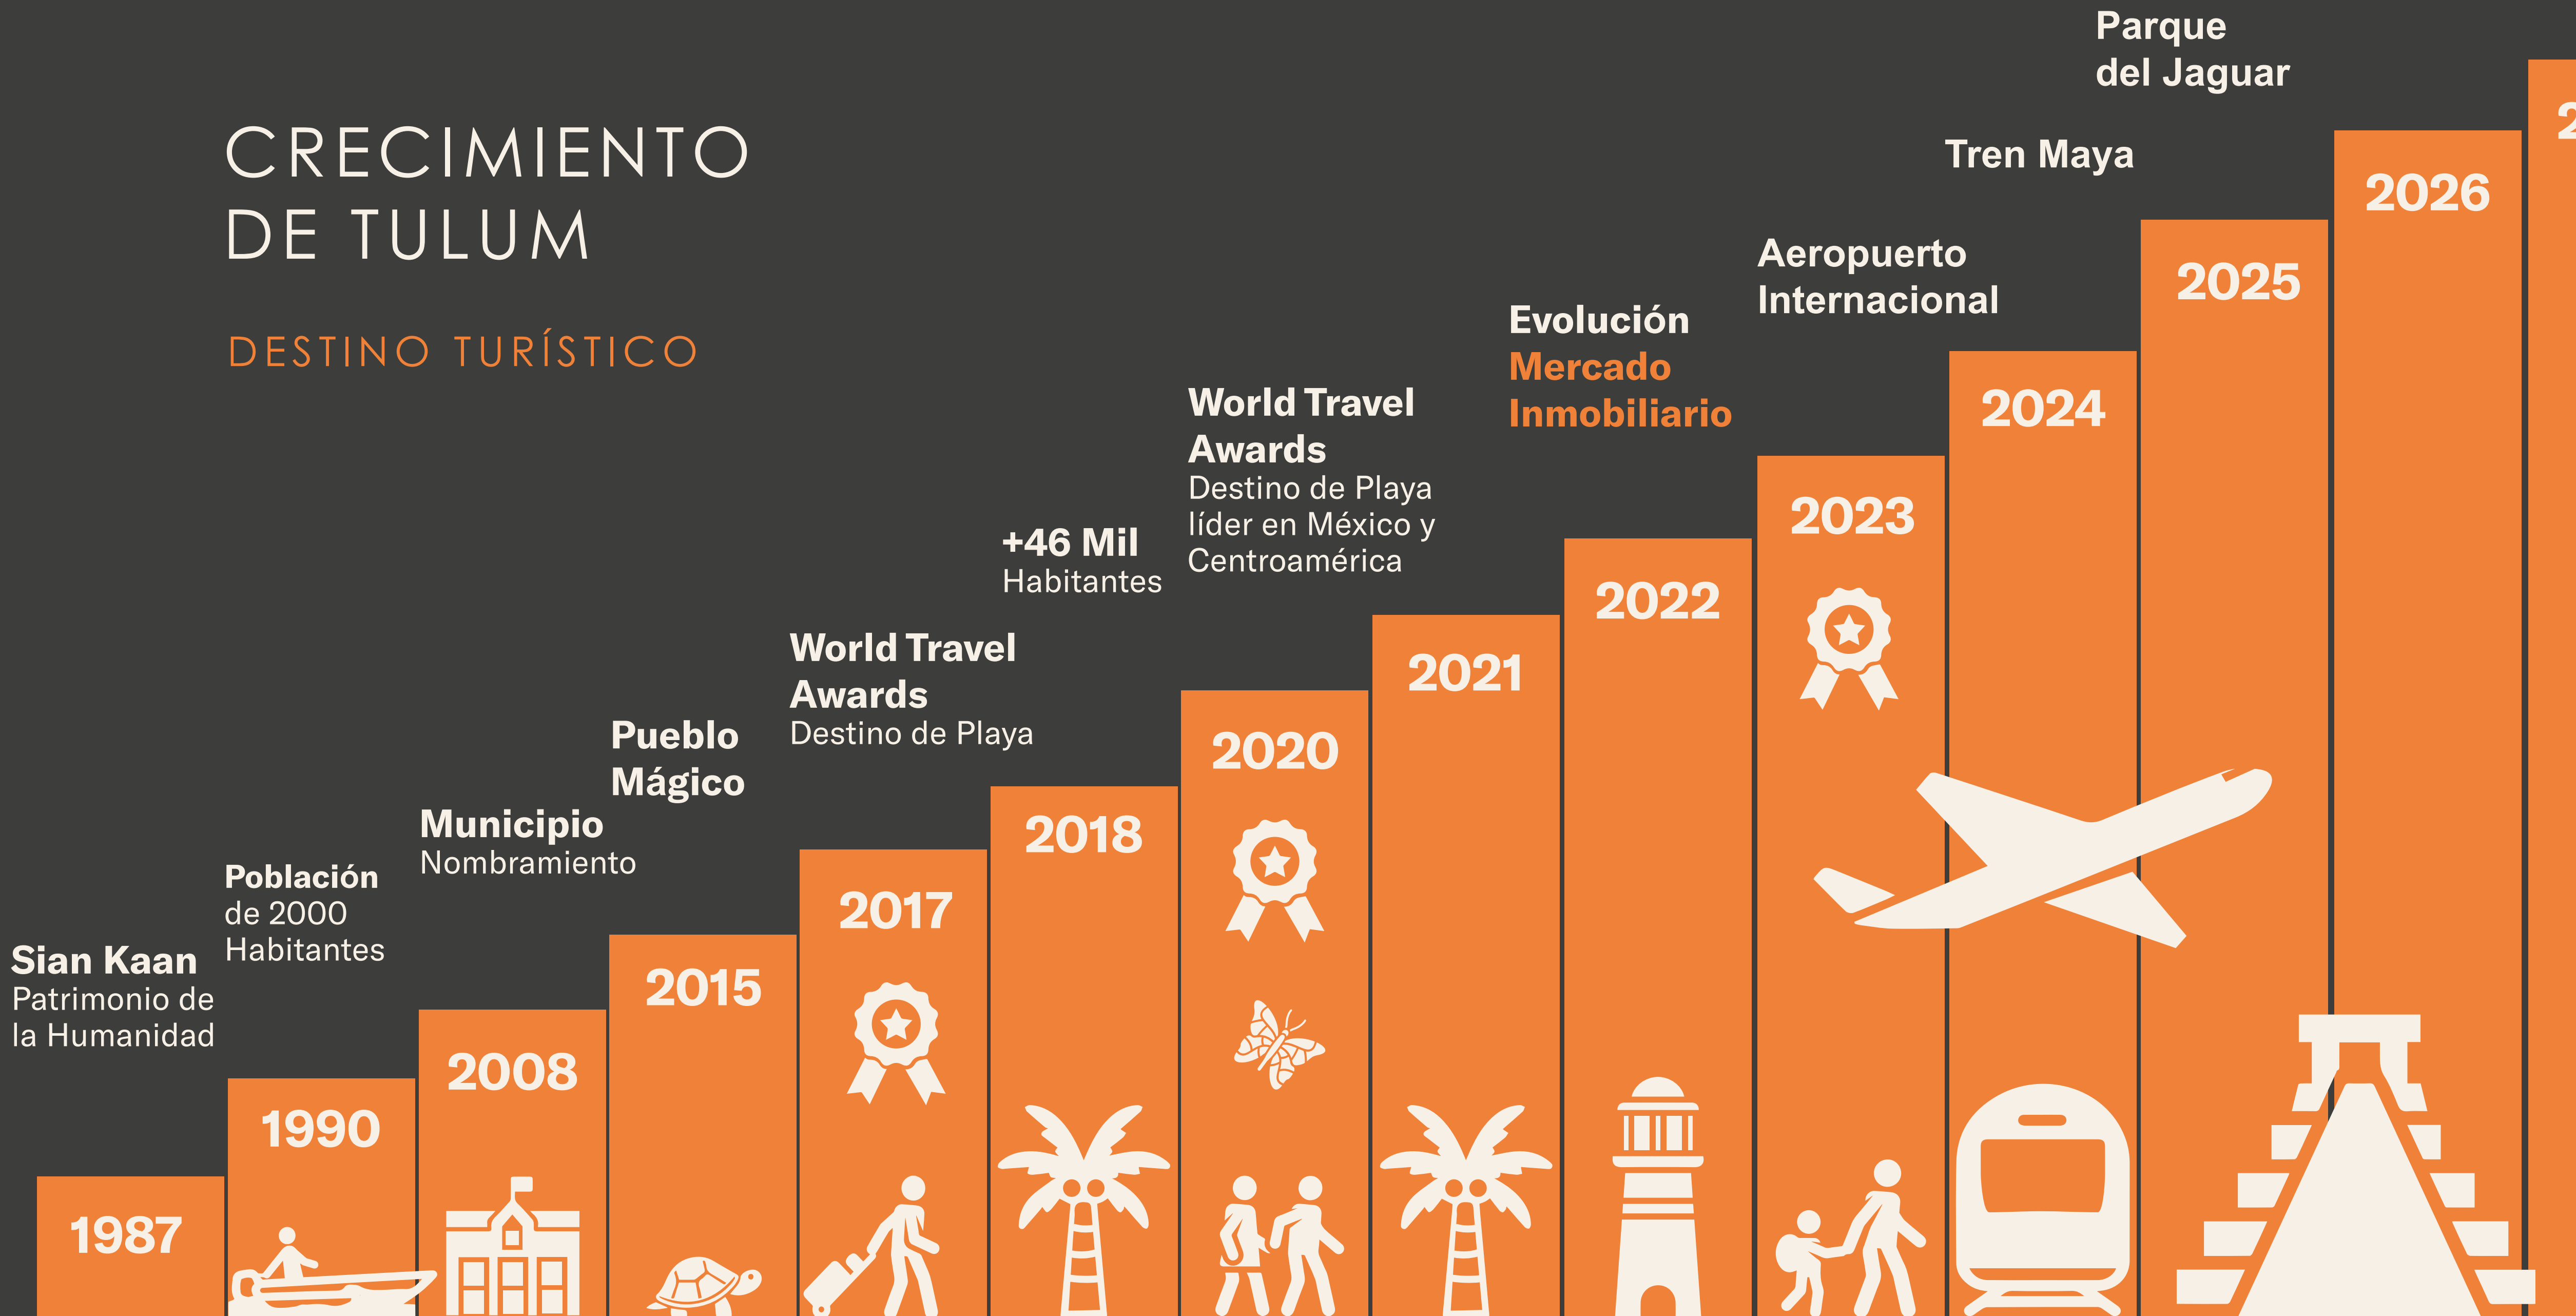 CRECIMIENTO
DE TULUM
DESTINO TURÍSTICO
Sian Kaan
Patrimonio de
la Humanidad
1987
Población
de 2000
Habitantes
1990
Municipio
Nombramiento
2008
Pueblo
Mágico
2015
World Travel
Awards
Destino de Playa
2017
+46 Mil
Habitantes
2018
World Travel
Awards
Destino de Playa
líder en México y
Centroamérica
2020
2021
Evolución
Mercado
Inmobiliario
2022
Aeropuerto
Internacional
2023
Tren Maya
2024
Parque
del Jaguar
2025
2026